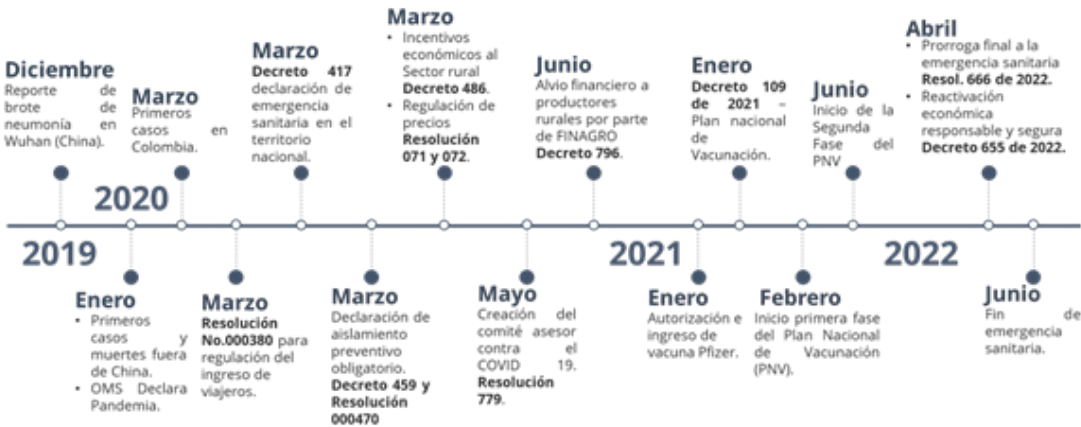 Diciembre
Reporte de
brote de
neumonía en
Wuhan (China).
Marzo
Primeros
casos en
Colombia.
Marzo
Decreto 417
declaración de
emergencia
sanitaria en el
territorio
nacional.
Marzo
• Incentivos
económicos al
Sector rural
Decreto 486.
• Regulación de
precios
Resolución
071 y 072.
Junio
Alvio financiero a
productores
rurales por parte
de FINAGRO
Decreto 796.
Enero
Decreto 109
de 2021 –
Plan nacional
de
Vacunación.
Junio
Inicio de la
Segunda
Fase del
PNV
Abril
• Prorroga final a la
emergencia sanitaria
Resol. 666 de 2022.
• Reactivación
económica
responsable y segura
Decreto 655 de 2022.
2020
2019
2021
2022
Enero
• Primeros
casos y
muertes fuera
de China.
• OMS Declara
Pandemia.
Marzo
Resolución
No.000380 para
regulación del
ingreso de
viajeros.
Marzo
Declaración de
aislamiento
preventivo
obligatorio.
Decreto 459 y
Resolución
000470
Mayo
Creación del
comité asesor
contra el
COVID 19.
Resolución
779.
Enero
Autorización e
ingreso de
vacuna Pfizer.
Febrero
Inicio primera fase
del Plan Nacional
de Vacunación
(PNV).
Junio
Fin de
emergencia
sanitaria.